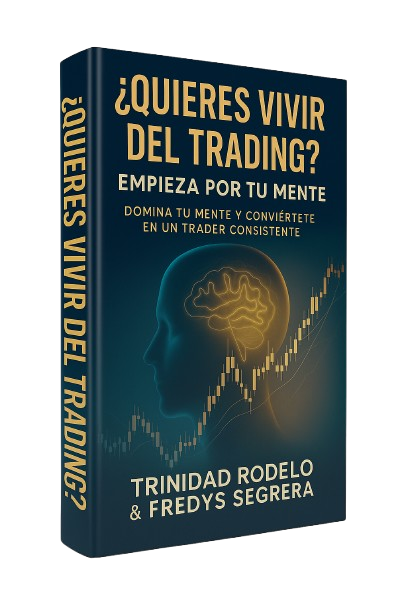 ¿QUIERES VIVIR DEL TRADING?
¿QUIERES VIVIR
DEL TRADING?
EMPIEZA POR TU MENTE
DOMINA TU MENTE Y CONVIÉRTETE
EN UN TRADER CONSISTENTE
TRINIDAD RODELO
& FREDYS SEGRERA